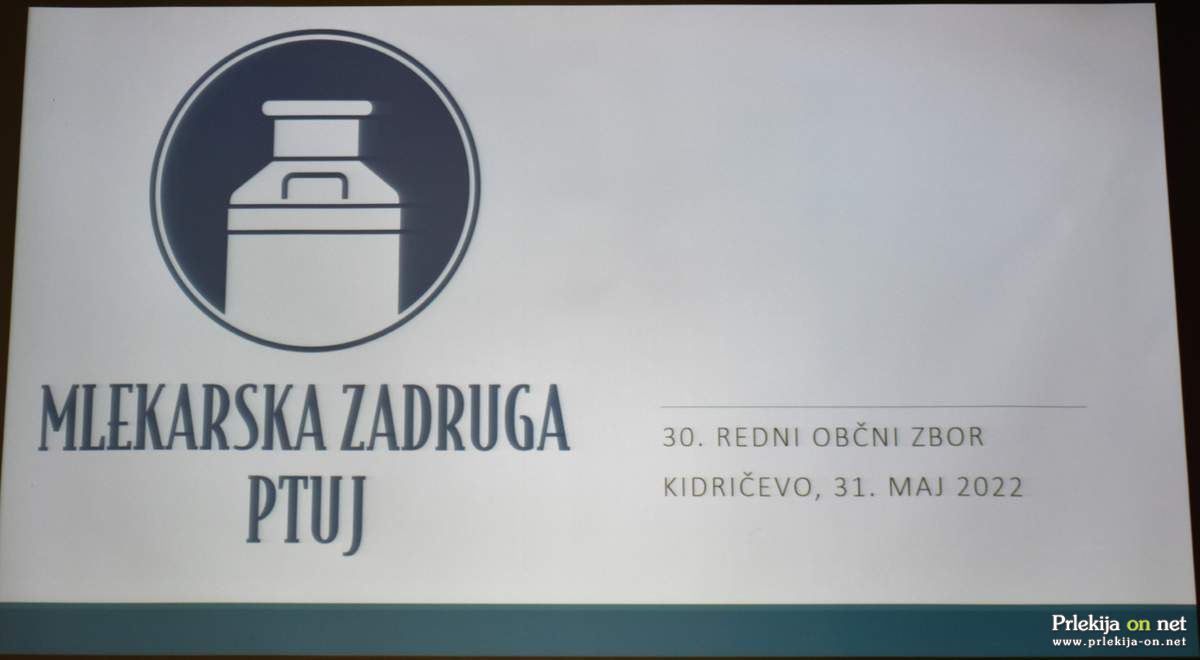 MLEKARSKA ZADRUGA
PTUJ
30. REDNI OBČNI ZBOR
KIDRIČEVO, 31. MAJ 2022
Prlekija on net
www.prlekija-on.net